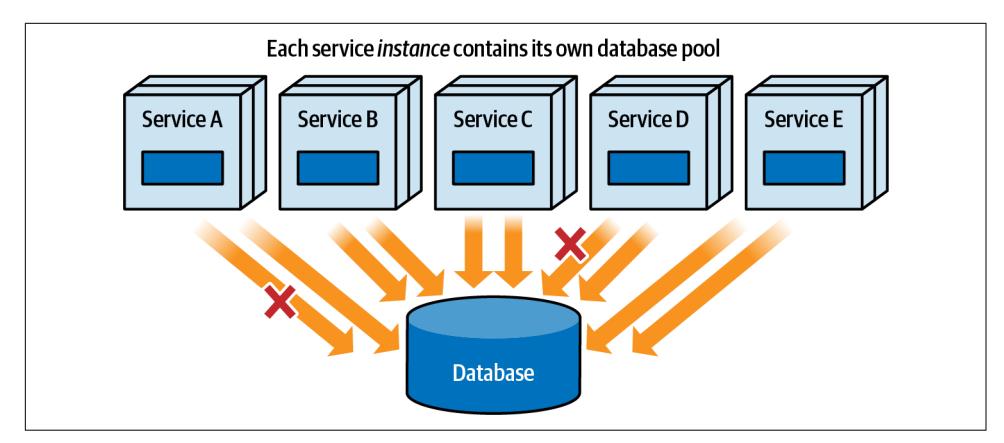 Each service instance contains its own database pool
Service A
Service B
Service C
Service D
Service E
Database